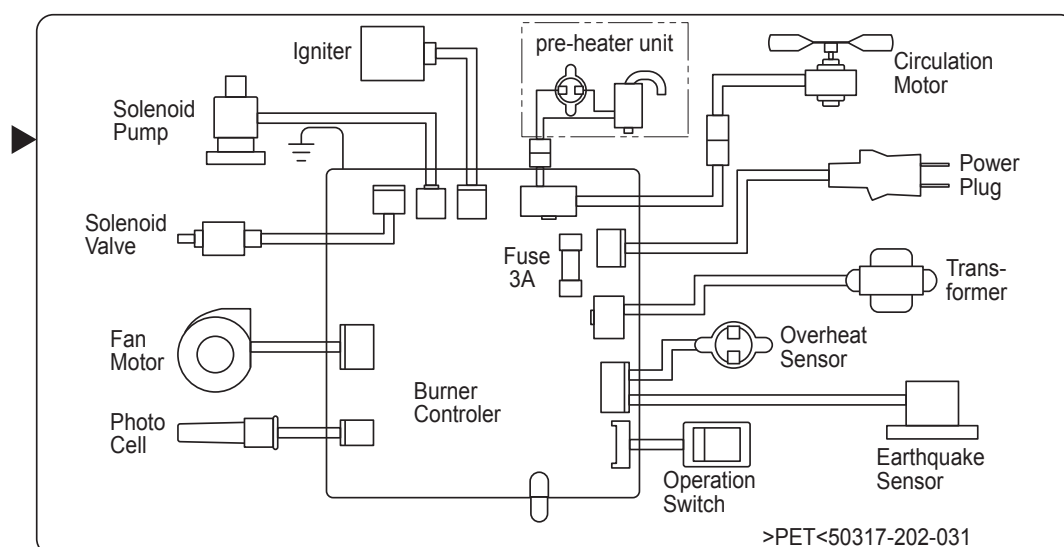 Igniter
pre-heater unit
Circulation
Motor
Solenoid
Pump
Power
Plug
Solenoid
Valve
Fuse
3A
Trans-
former
Fan
Motor
Overheat
Sensor
Burner
Controler
Photo
Cell
Operation
Switch
Earthquake
Sensor
>PET<50317-202-031